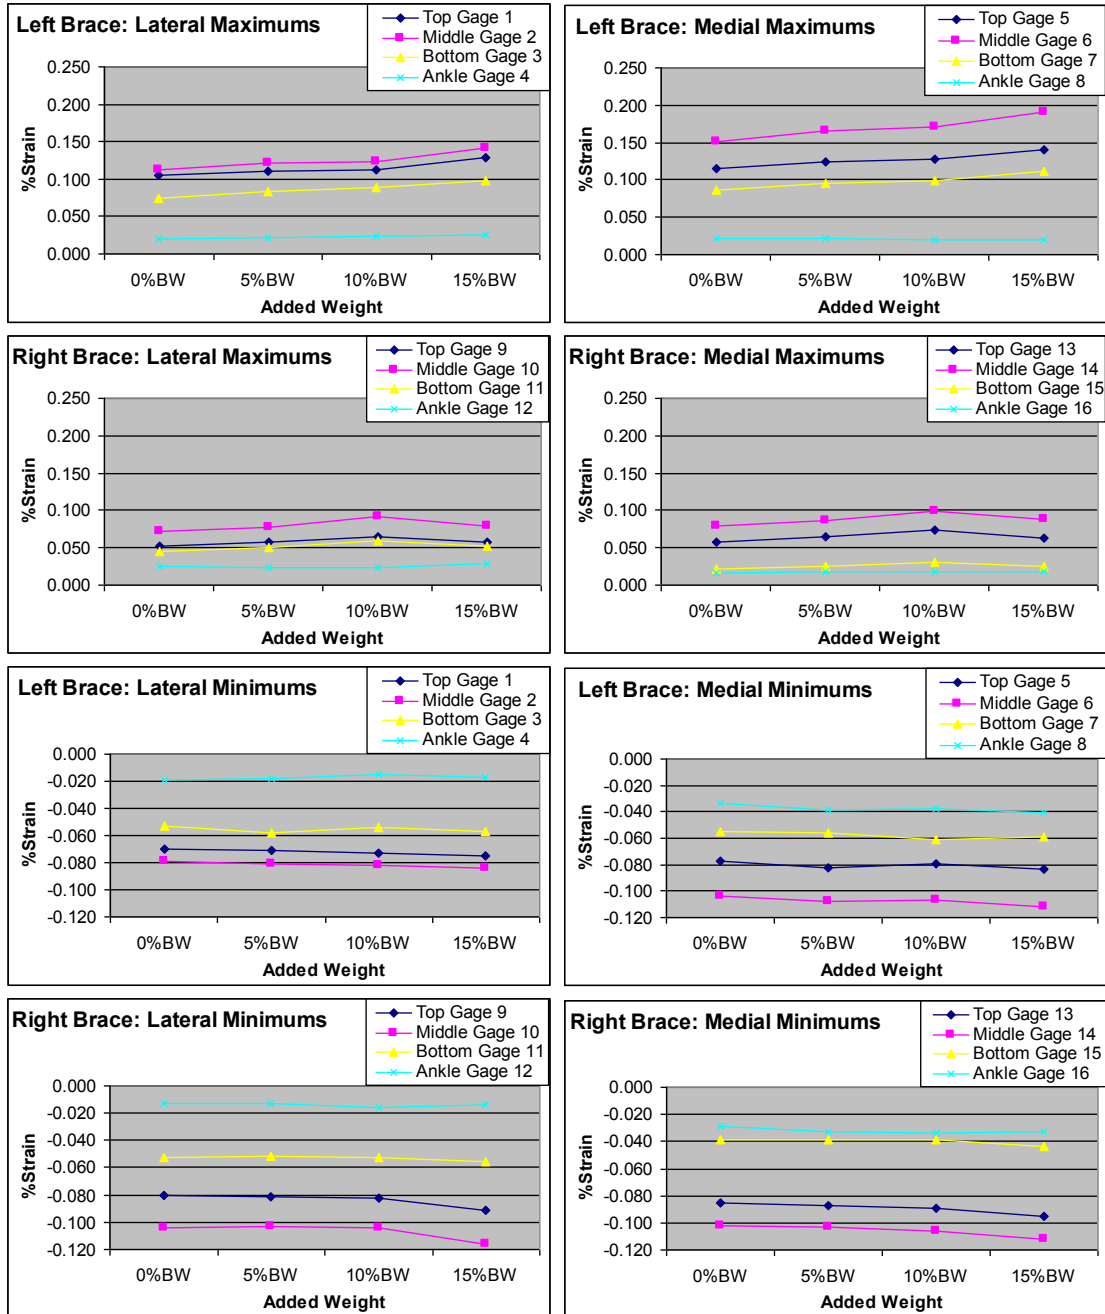 Left Brace: Lateral Maximums
Top Gage 1
Middle Gage 2
Bottom Gage 3
Ankle Gage 4
%Strain
0.250
0.200
0.150
0.100
0.050
0.000
0%BW 5%BW 10%BW 15%BW
Added Weight
Left Brace: Medial Maximums
Top Gage 5
Middle Gage 6
Bottom Gage 7
Ankle Gage 8
%Strain
0.250
0.200
0.150
0.100
0.050
0.000
0%BW 5%BW 10%BW 15%BW
Added Weight
Right Brace: Lateral Maximums
Top Gage 9
Middle Gage 10
Bottom Gage 11
Ankle Gage 12
%Strain
0.250
0.200
0.150
0.100
0.050
0.000
0%BW 5%BW 10%BW 15%BW
Added Weight
Right Brace: Medial Maximums
Top Gage 13
Middle Gage 14
Bottom Gage 15
Ankle Gage 16
%Strain
0.250
0.200
0.150
0.100
0.050
0.000
0%BW 5%BW 10%BW 15%BW
Added Weight
Left Brace: Lateral Minimums
Top Gage 1
Middle Gage 2
Bottom Gage 3
Ankle Gage 4
%Strain
0.000
-0.020
-0.040
-0.060
-0.080
-0.100
-0.120
0%BW 5%BW 10%BW 15%BW
Added Weight
Left Brace: Medial Minimums
Top Gage 5
Middle Gage 6
Bottom Gage 7
Ankle Gage 8
%Strain
0.000
-0.020
-0.040
-0.060
-0.080
-0.100
-0.120
0%BW 5%BW 10%BW 15%BW
Added Weight
Right Brace: Lateral Minimums
Top Gage 9
Middle Gage 10
Bottom Gage 11
Ankle Gage 12
%Strain
0.000
-0.020
-0.040
-0.060
-0.080
-0.100
-0.120
0%BW 5%BW 10%BW 15%BW
Added Weight
Right Brace: Medial Minimums
Top Gage 13
Middle Gage 14
Bottom Gage 15
Ankle Gage 16
%Strain
0.000
-0.020
-0.040
-0.060
-0.080
-0.100
-0.120
0%BW 5%BW 10%BW 15%BW
Added Weight